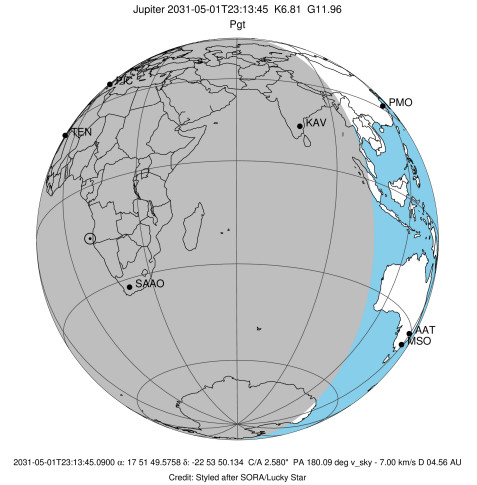 Jupiter 2031-05-01T23:13:45 K6.81 G11.96
Pgt
PMO
TEN
KAV
SAAO
AAT
MSO
2031-05-01T23:13:45.0900 α: 17 51 49.5758 δ: -22 53 50.134 C/A 2.580" PA 180.09 deg v_sky - 7.00 km/s D 04.56 AU
Credit: Styled after SORA/Lucky Star